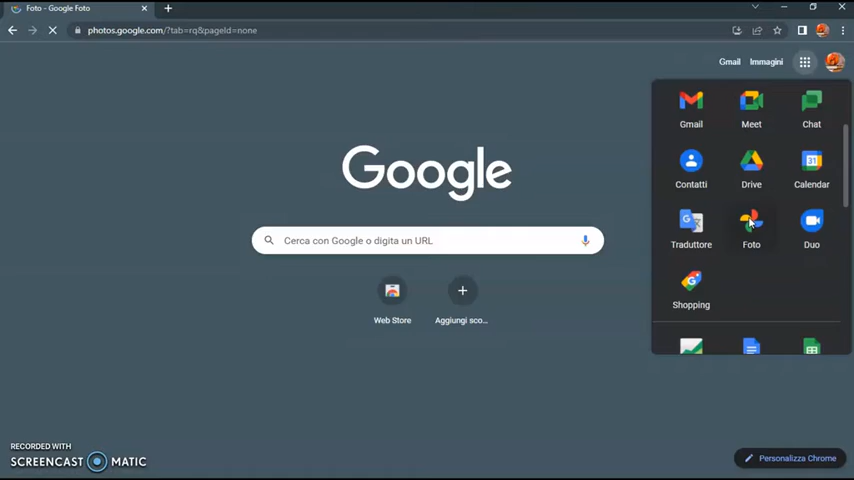 Foto - Google Foto
photos.google.com/?tab=rq&pageId=none
Gmail Immagini
Gmail Meet Chat
31
Contatti Drive Calendar
Traduttore Foto Duo
Shopping
Google
Cerca con Google o digita un URL
Web Store Aggiungi sco...
RECORDED WITH
SCREENCAST MATIC
Personalizza Chrome